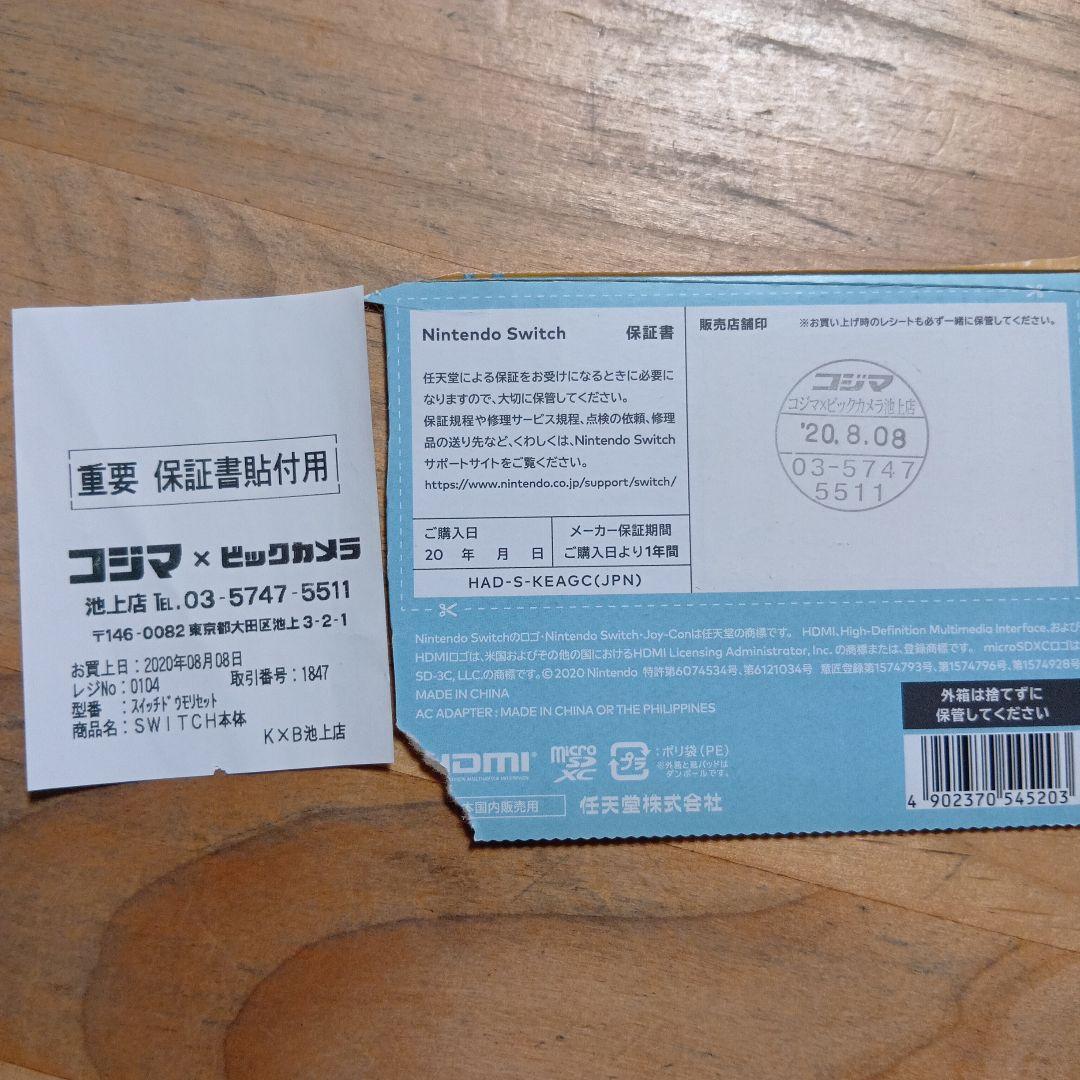 重要 保証書貼付用
コジマ×ビックカメラ
池上店 TEL.03-5747-5511
〒146-0082 東京都大田区池上3-2-1
お買上日：2020年08月08日
レジNo：0104 取引番号：1847
型番 ：ｽｲｯﾁﾄﾞｳﾓﾘｾｯﾄ
商品名：SWITCH本体
K×B池上店
Nintendo Switch 保証書
任天堂による保証をお受けになるときに必要に
なりますので、大切に保管してください。
保証規程や修理サービス規程、点検の依頼、修理
品の送り先など、くわしくは、Nintendo Switch
サポートサイトをご覧ください。
https://www.nintendo.co.jp/support/switch/
ご購入日
20 年 月 日
メーカー保証期間
ご購入日より1年間
HAD-S-KEAGC(JPN)
販売店舗印 ※お買い上げ時のレシートも必ず一緒に保管してください。
コジマ
コジマ×ビックカメラ池上店
'20.8.08
03-5747
5511
Nintendo Switchのロゴ・Nintendo Switch・Joy-Conは任天堂の商標です。 HDMI、High-Definition Multimedia Interface、および
HDMIロゴは、米国およびその他の国におけるHDMI Licensing Administrator, Inc. の商標または、登録商標です。 microSDXCロゴは
SD-3C, LLC.の商標です。© 2020 Nintendo 特許第6074534号、第6121034号 意匠登録第1574793号、第1574796号、第1574928号
MADE IN CHINA
AC ADAPTER : MADE IN CHINA OR THE PHILIPPINES
外箱は捨てずに
保管してください
HDMI
micro
SD
XC
プラ
：ポリ袋(PE)
※外箱と紙パッドは
ダンボールです。
本国内販売用
任天堂株式会社
4 902370 545203